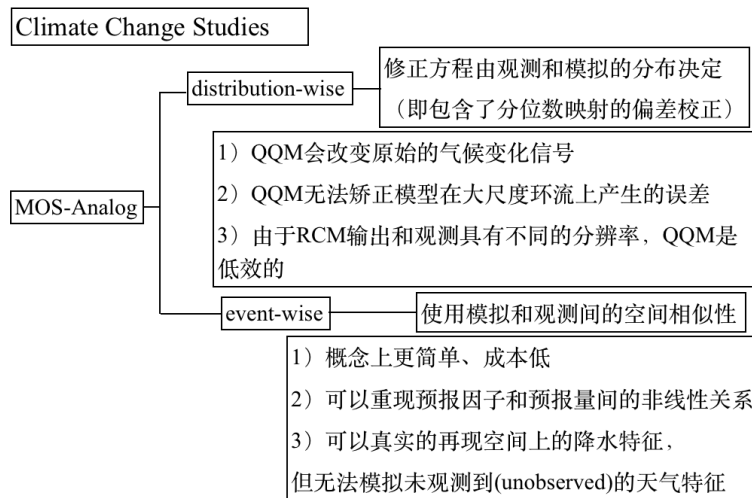 Climate Change Studies
修正方程由观测和模拟的分布决定
distribution-wise
（即包含了分位数映射的偏差校正）
1）QQM会改变原始的气候变化信号
2）QQM无法矫正模型在大尺度环流上产生的误差
MOS-Analog
3）由于RCM输出和观测具有不同的分辨率，QQM是
低效的
event-wise
使用模拟和观测间的空间相似性
1）概念上更简单、成本低
2）可以重现预报因子和预报量间的非线性关系
3）可以真实的再现空间上的降水特征，
但无法模拟未观测到(unobserved)的天气特征